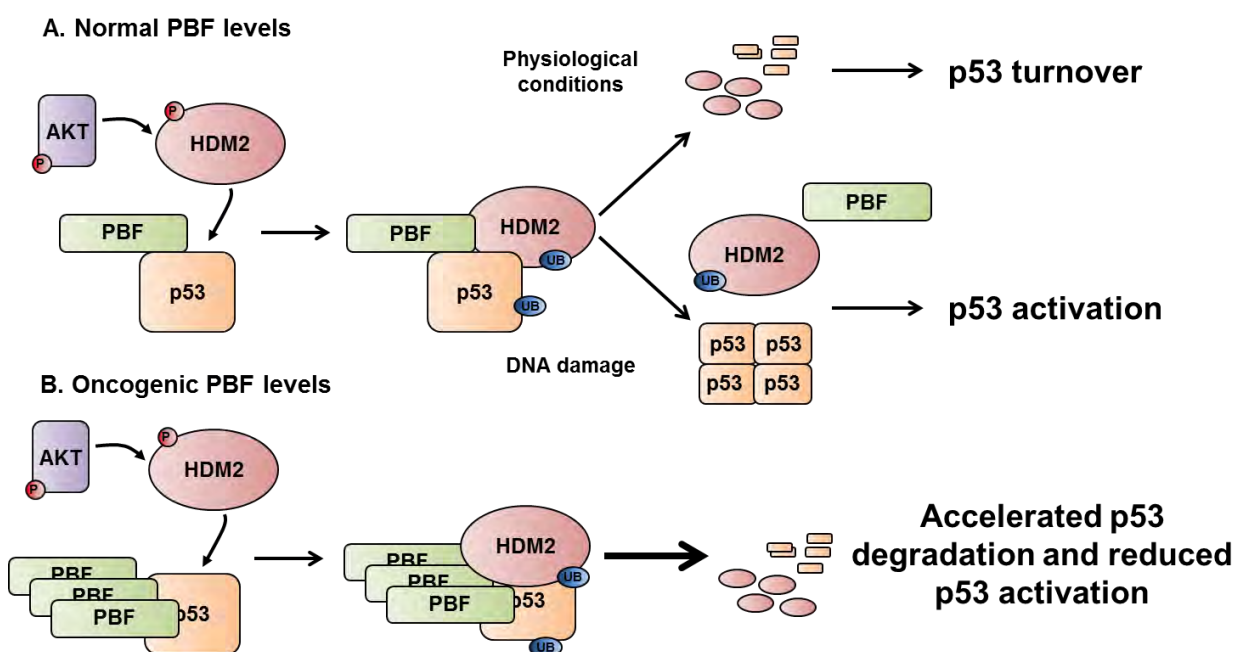 A. Normal PBF levels
AKT
P
P
HDM2
PBF
p53
PBF
HDM2
UB
p53
UB
Physiological
conditions
p53 turnover
DNA damage
PBF
HDM2
UB
p53 p53
p53 p53
p53 activation
B. Oncogenic PBF levels
AKT
P
P
HDM2
PBF
PBF
PBF
p53
PBF
PBF
PBF
HDM2
UB
p53
UB
Accelerated p53
degradation and reduced
p53 activation